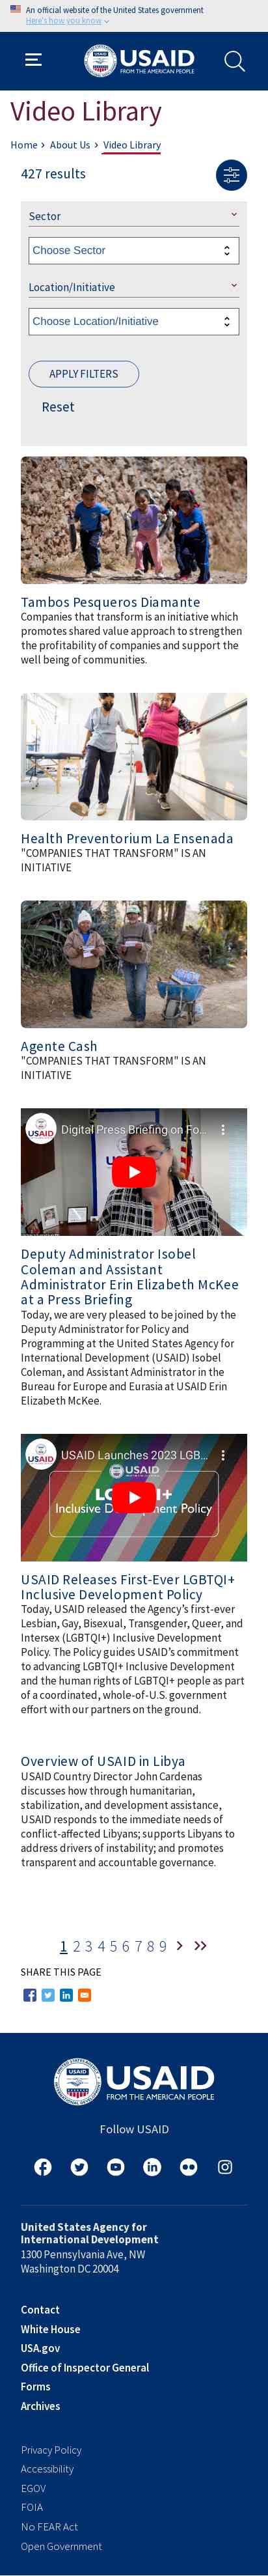 An official website of the United States government
Here's how you know
USAID
FROM THE AMERICAN PEOPLE
Video Library
Home > About Us > Video Library
427 results
Sector
Choose Sector
Location/Initiative
Choose Location/Initiative
APPLY FILTERS
Reset
Tambos Pesqueros Diamante
Companies that transform is an initiative which
promotes shared value approach to strengthen
the profitability of companies and support the
well being of communities.
Health Preventorium La Ensenada
"COMPANIES THAT TRANSFORM" IS AN
INITIATIVE
Agente Cash
"COMPANIES THAT TRANSFORM" IS AN
INITIATIVE
USAID
Digital Press Briefing on Fo...
Deputy Administrator Isobel
Coleman and Assistant
Administrator Erin Elizabeth McKee
at a Press Briefing
Today, we are very pleased to be joined by the
Deputy Administrator for Policy and
Programming at the United States Agency for
International Development (USAID) Isobel
Coleman, and Assistant Administrator in the
Bureau for Europe and Eurasia at USAID Erin
Elizabeth McKee.
USAID
USAID Launches 2023 LGB...
USAID
Inclusive Development Policy
USAID Releases First-Ever LGBTQI+
Inclusive Development Policy
Today, USAID released the Agency’s first-ever
Lesbian, Gay, Bisexual, Transgender, Queer, and
Intersex (LGBTQI+) Inclusive Development
Policy. The Policy guides USAID’s commitment
to advancing LGBTQI+ Inclusive Development
and the human rights of LGBTQI+ people as part
of a coordinated, whole-of-U.S. government
effort with our partners on the ground.
Overview of USAID in Libya
USAID Country Director John Cardenas
discusses how through humanitarian,
stabilization, and development assistance,
USAID responds to the immediate needs of
conflict-affected Libyans; supports Libyans to
address drivers of instability; and promotes
transparent and accountable governance.
1 2 3 4 5 6 7 8 9 > >>
SHARE THIS PAGE
USAID
FROM THE AMERICAN PEOPLE
Follow USAID
United States Agency for
International Development
1300 Pennsylvania Ave, NW
Washington DC 20004
Contact
White House
USA.gov
Office of Inspector General
Forms
Archives
Privacy Policy
Accessibility
EGOV
FOIA
No FEAR Act
Open Government